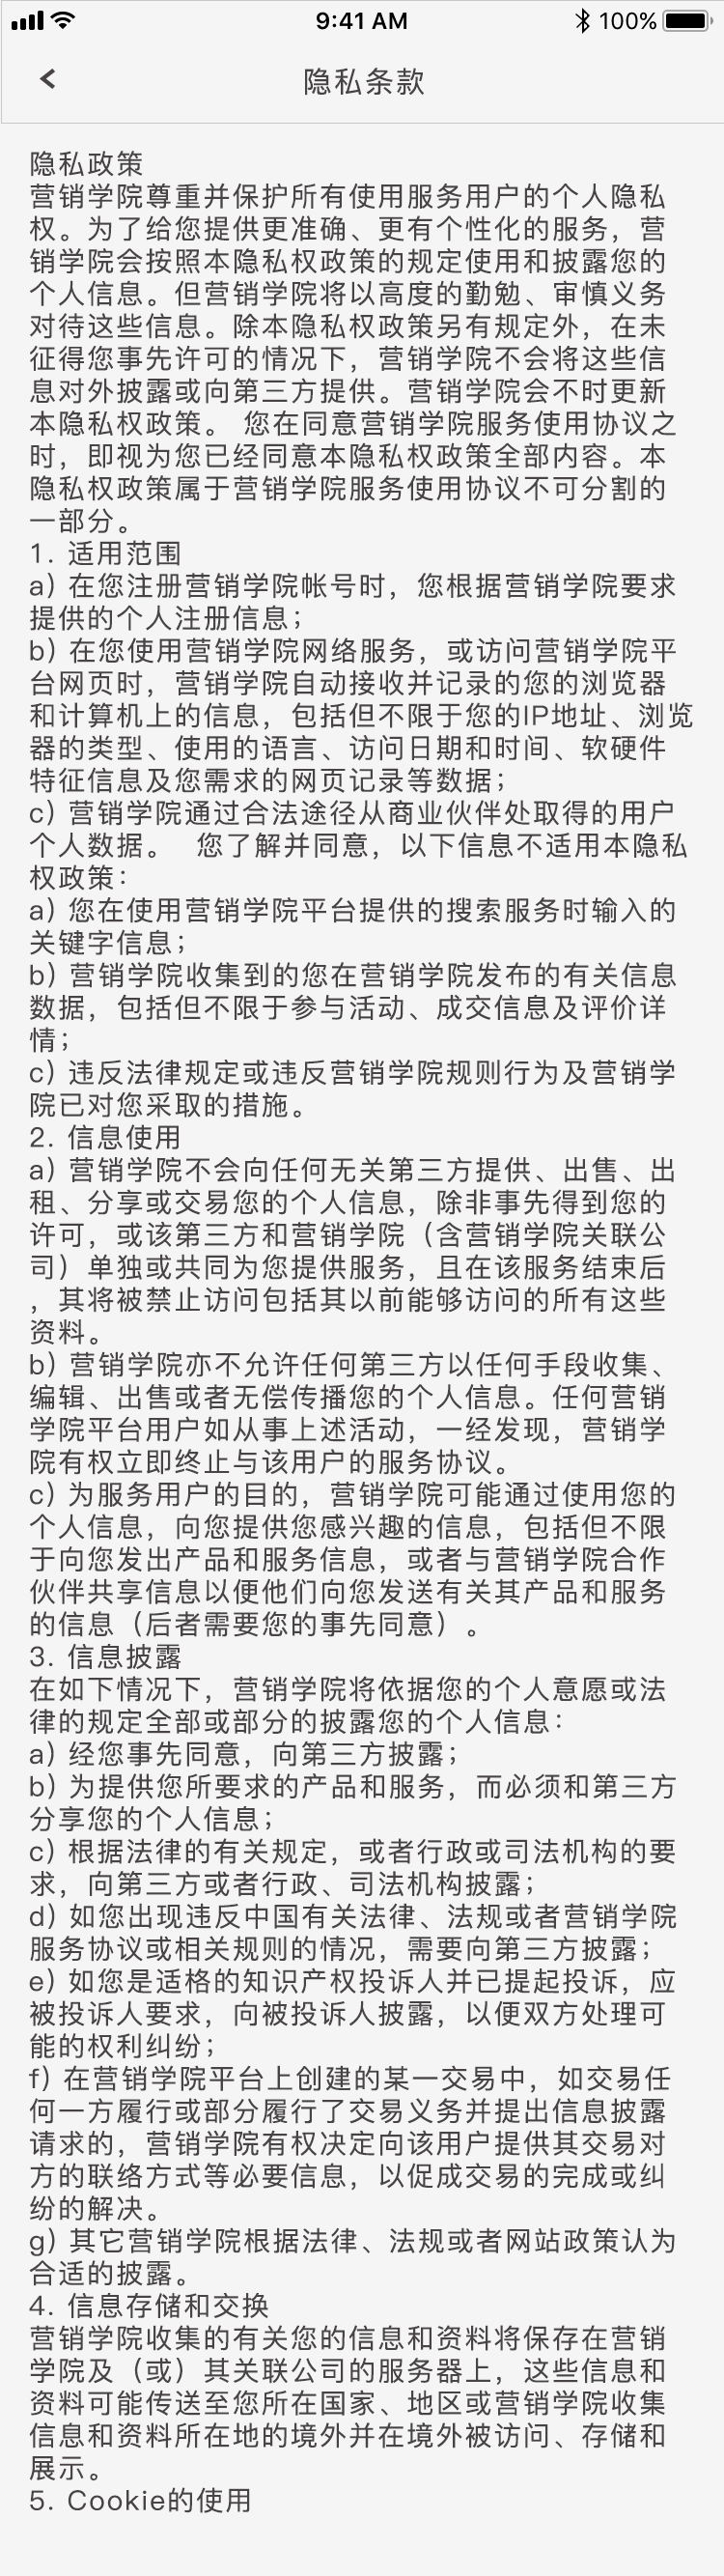 9:41 AM
100%
隐私条款
隐私政策
营销学院尊重并保护所有使用服务用户的个人隐私
权。为了给您提供更准确、更有个性化的服务，营
销学院会按照本隐私权政策的规定使用和披露您的
个人信息。但营销学院将以高度的勤勉、审慎义务
对待这些信息。除本隐私权政策另有规定外，在未
征得您事先许可的情况下，营销学院不会将这些信
息对外披露或向第三方提供。营销学院会不时更新
本隐私权政策。 您在同意营销学院服务使用协议之
时，即视为您已经同意本隐私权政策全部内容。本
隐私权政策属于营销学院服务使用协议不可分割的
一部分。
1. 适用范围
a) 在您注册营销学院帐号时，您根据营销学院要求
提供的个人注册信息；
b) 在您使用营销学院网络服务，或访问营销学院平
台网页时，营销学院自动接收并记录的您的浏览器
和计算机上的信息，包括但不限于您的IP地址、浏览
器的类型、使用的语言、访问日期和时间、软硬件
特征信息及您需求的网页记录等数据；
c) 营销学院通过合法途径从商业伙伴处取得的用户
个人数据。  您了解并同意，以下信息不适用本隐私
权政策：
a) 您在使用营销学院平台提供的搜索服务时输入的
关键字信息；
b) 营销学院收集到的您在营销学院发布的有关信息
数据，包括但不限于参与活动、成交信息及评价详
情；
c) 违反法律规定或违反营销学院规则行为及营销学
院已对您采取的措施。
2. 信息使用
a) 营销学院不会向任何无关第三方提供、出售、出
租、分享或交易您的个人信息，除非事先得到您的
许可，或该第三方和营销学院（含营销学院关联公
司）单独或共同为您提供服务，且在该服务结束后
，其将被禁止访问包括其以前能够访问的所有这些
资料。
b) 营销学院亦不允许任何第三方以任何手段收集、
编辑、出售或者无偿传播您的个人信息。任何营销
学院平台用户如从事上述活动，一经发现，营销学
院有权立即终止与该用户的服务协议。
c) 为服务用户的目的，营销学院可能通过使用您的
个人信息，向您提供您感兴趣的信息，包括但不限
于向您发出产品和服务信息，或者与营销学院合作
伙伴共享信息以便他们向您发送有关其产品和服务
的信息（后者需要您的事先同意）。
3. 信息披露
在如下情况下，营销学院将依据您的个人意愿或法
律的规定全部或部分的披露您的个人信息：
a) 经您事先同意，向第三方披露；
b) 为提供您所要求的产品和服务，而必须和第三方
分享您的个人信息；
c) 根据法律的有关规定，或者行政或司法机构的要
求，向第三方或者行政、司法机构披露；
d) 如您出现违反中国有关法律、法规或者营销学院
服务协议或相关规则的情况，需要向第三方披露；
e) 如您是适格的知识产权投诉人并已提起投诉，应
被投诉人要求，向被投诉人披露，以便双方处理可
能的权利纠纷；
f) 在营销学院平台上创建的某一交易中，如交易任
何一方履行或部分履行了交易义务并提出信息披露
请求的，营销学院有权决定向该用户提供其交易对
方的联络方式等必要信息，以促成交易的完成或纠
纷的解决。
g) 其它营销学院根据法律、法规或者网站政策认为
合适的披露。
4. 信息存储和交换
营销学院收集的有关您的信息和资料将保存在营销
学院及（或）其关联公司的服务器上，这些信息和
资料可能传送至您所在国家、地区或营销学院收集
信息和资料所在地的境外并在境外被访问、存储和
展示。
5. Cookie的使用